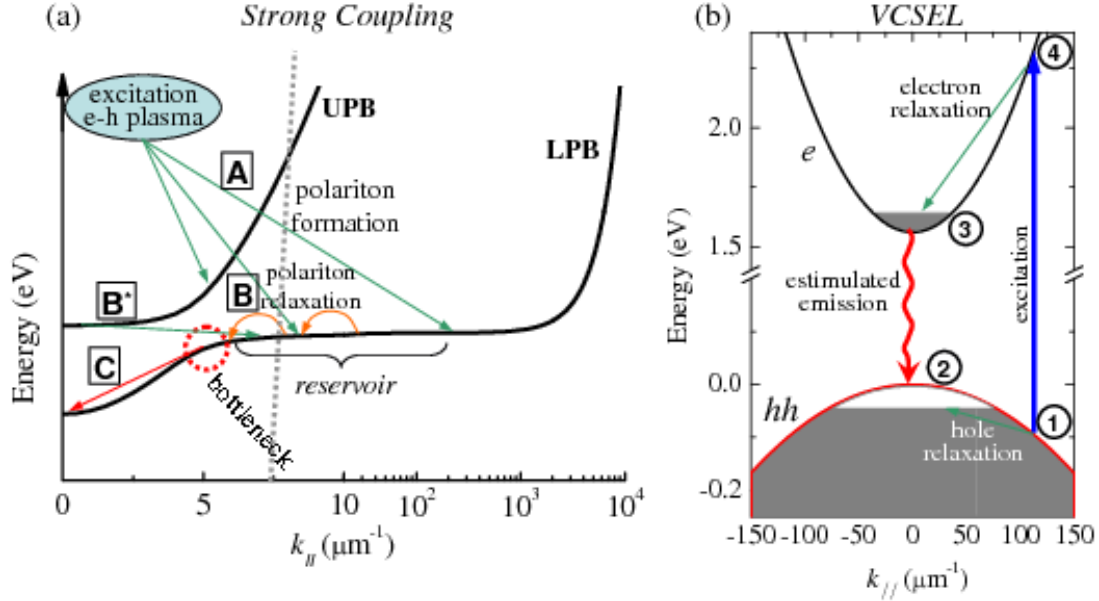 (a)
Strong Coupling
excitation
e-h plasma
UPB
LPB
A
polariton
formation
B*
B
polariton
relaxation
C
bottleneck
reservoir
Energy (eV)
0
5
10
10²
10³
10⁴
k// (μm⁻¹)
(b)
VCSEL
4
electron
relaxation
e
3
estimulated
emission
excitation
2
hh
1
hole
relaxation
Energy (eV)
2.0
1.5
0.0
-0.2
-150 -100 -50 0 50 100 150
k// (μm⁻¹)